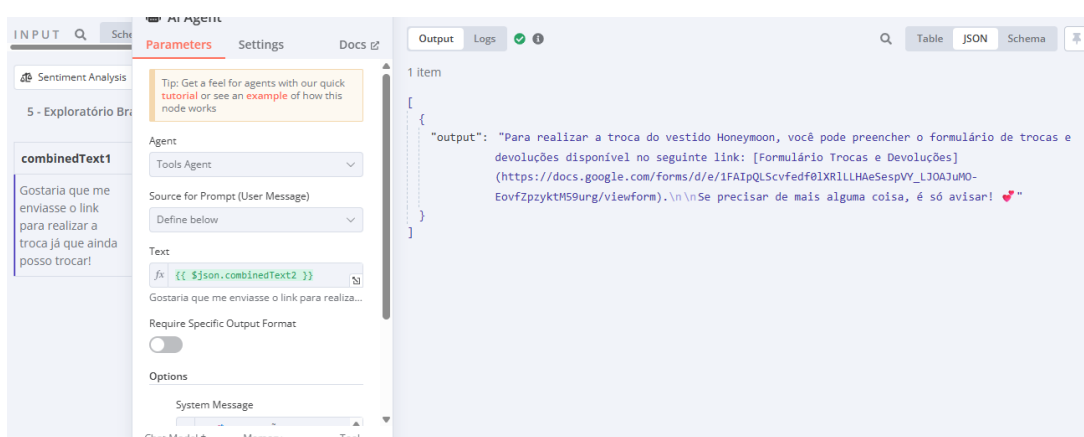 INPUT
Sentiment Analysis
5 - Exploratório Bra
combinedText1
Gostaria que me
enviasse o link
para realizar a
troca já que ainda
posso trocar!
AI Agent
Parameters Settings Docs
Tip: Get a feel for agents with our quick
tutorial or see an example of how this
node works
Agent
Tools Agent
Source for Prompt (User Message)
Define below
Text
fx {{ $json.combinedText2 }}
Gostaria que me enviasse o link para realiza...
Require Specific Output Format
Options
System Message
Output Logs
Table JSON Schema
1 item
[
{
"output": "Para realizar a troca do vestido Honeymoon, você pode preencher o formulário de trocas e
devoluções disponível no seguinte link: [Formulário Trocas e Devoluções]
(https://docs.google.com/forms/d/e/1FAIpQLScvfedf0lXRlLLHAeSespVY_LJOAJuMO-
EovfZpzyktM59urg/viewform).\n\nSe precisar de mais alguma coisa, é só avisar! 💕"
}
]